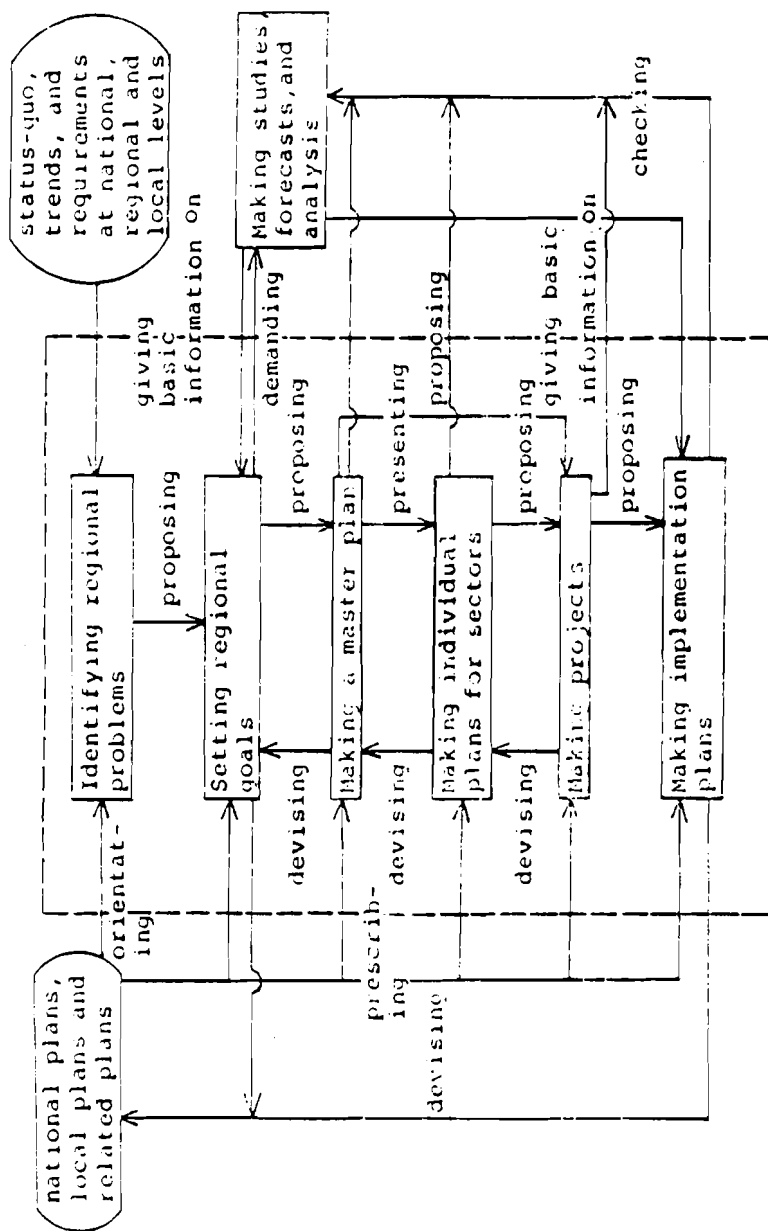 national plans,
local plans and
related plans
orientat-
ing
Identifying regional
problems
status-quo,
trends, and
requirements
at national,
regional and
local levels
proposing
giving
basic
information on
Setting regional
goals
demanding
Making studies,
forecasts, and
analysis
devising
proposing
Making a master plan
prescrib-
ing
devising
presenting
Making individual
plans for sectors
proposing
devising
devising
proposing
giving basic
information on
Making projects
proposing
checking
Making implementation
plans